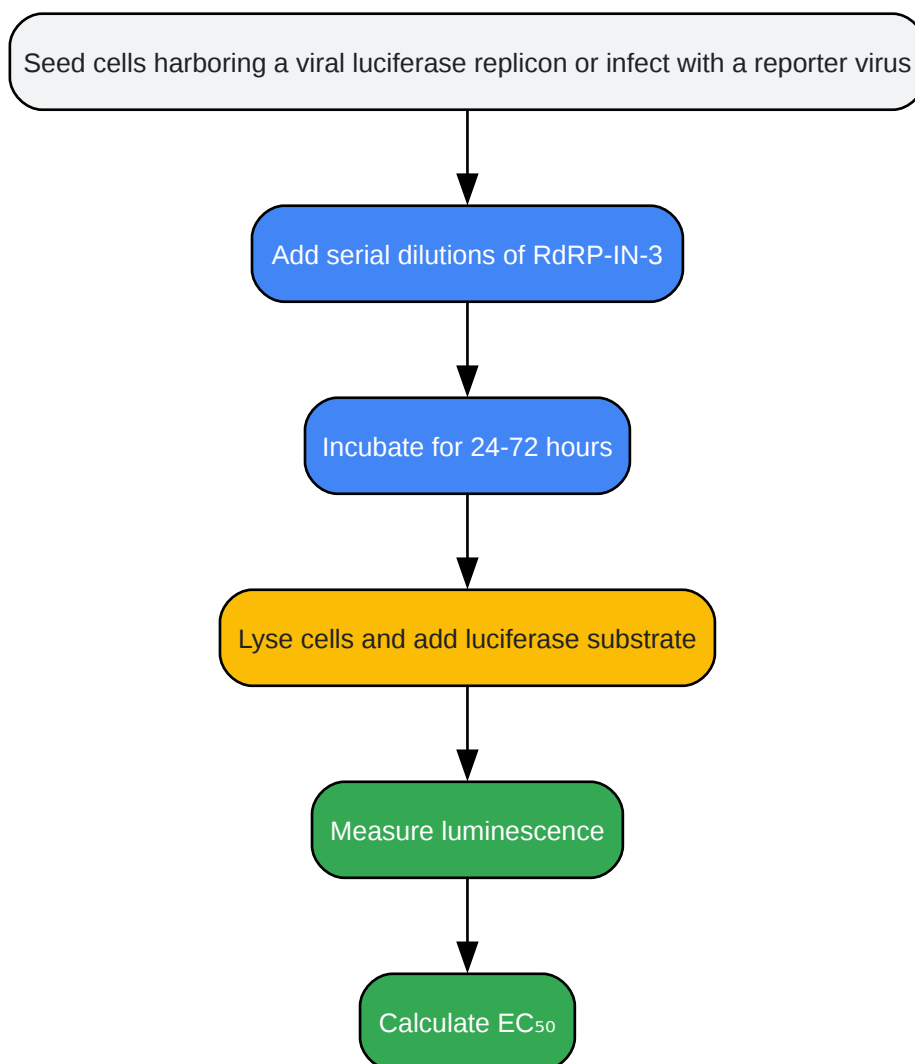 Seed cells harboring a viral luciferase replicon or infect with a reporter virus
Add serial dilutions of RdRP-IN-3
Incubate for 24-72 hours
Lyse cells and add luciferase substrate
Measure luminescence
Calculate EC₅₀